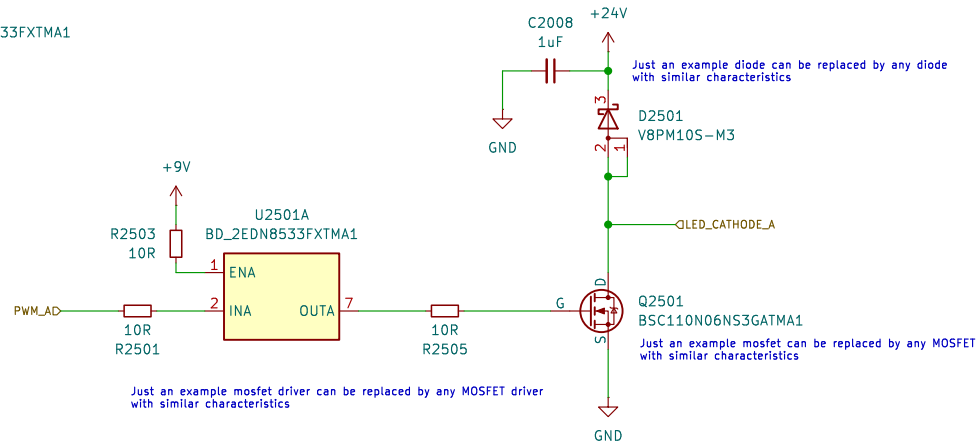 33FXTMA1
+24V
C2008
1uF
Just an example diode can be replaced by any diode
with similar characteristics
3
D2501
V8PM10S-M3
GND
2
1
+9V
U2501A
BD_2EDN8533FXTMA1
R2503
10R
LED_CATHODE_A
1
ENA
D
PWM_A
2
INA
OUTA
7
G
Q2501
BSC110N06NS3GATMA1
10R
R2501
10R
R2505
S
Just an example mosfet can be replaced by any MOSFET
with similar characteristics
Just an example mosfet driver can be replaced by any MOSFET driver
with similar characteristics
GND